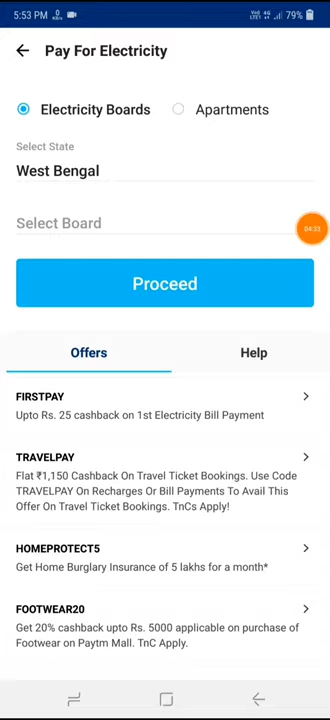 5:53 PM
79%
Pay For Electricity
Electricity Boards
Apartments
Select State
West Bengal
Select Board
04:33
Proceed
Offers
Help
FIRSTPAY
Upto Rs. 25 cashback on 1st Electricity Bill Payment
TRAVELPAY
Flat ₹1,150 Cashback On Travel Ticket Bookings. Use Code
TRAVELPAY On Recharges Or Bill Payments To Avail This
Offer On Travel Ticket Bookings. TnCs Apply!
HOMEPROTECT5
Get Home Burglary Insurance of 5 lakhs for a month*
FOOTWEAR20
Get 20% cashback upto Rs. 5000 applicable on purchase of
Footwear on Paytm Mall. TnC Apply.